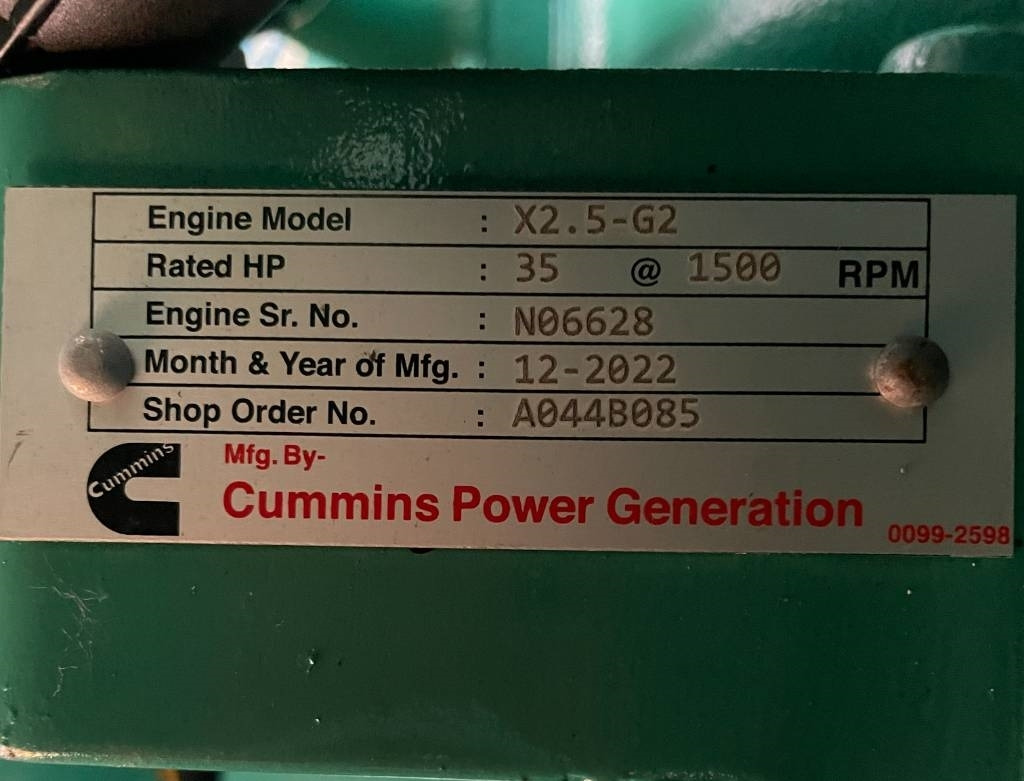 Engine Model : X2.5-G2
Rated HP : 35 @ 1500 RPM
Engine Sr. No. : N06628
Month & Year of Mfg. : 12-2022
Shop Order No. : A044B085
Cummins
Mfg. By-
Cummins Power Generation
0099-2598